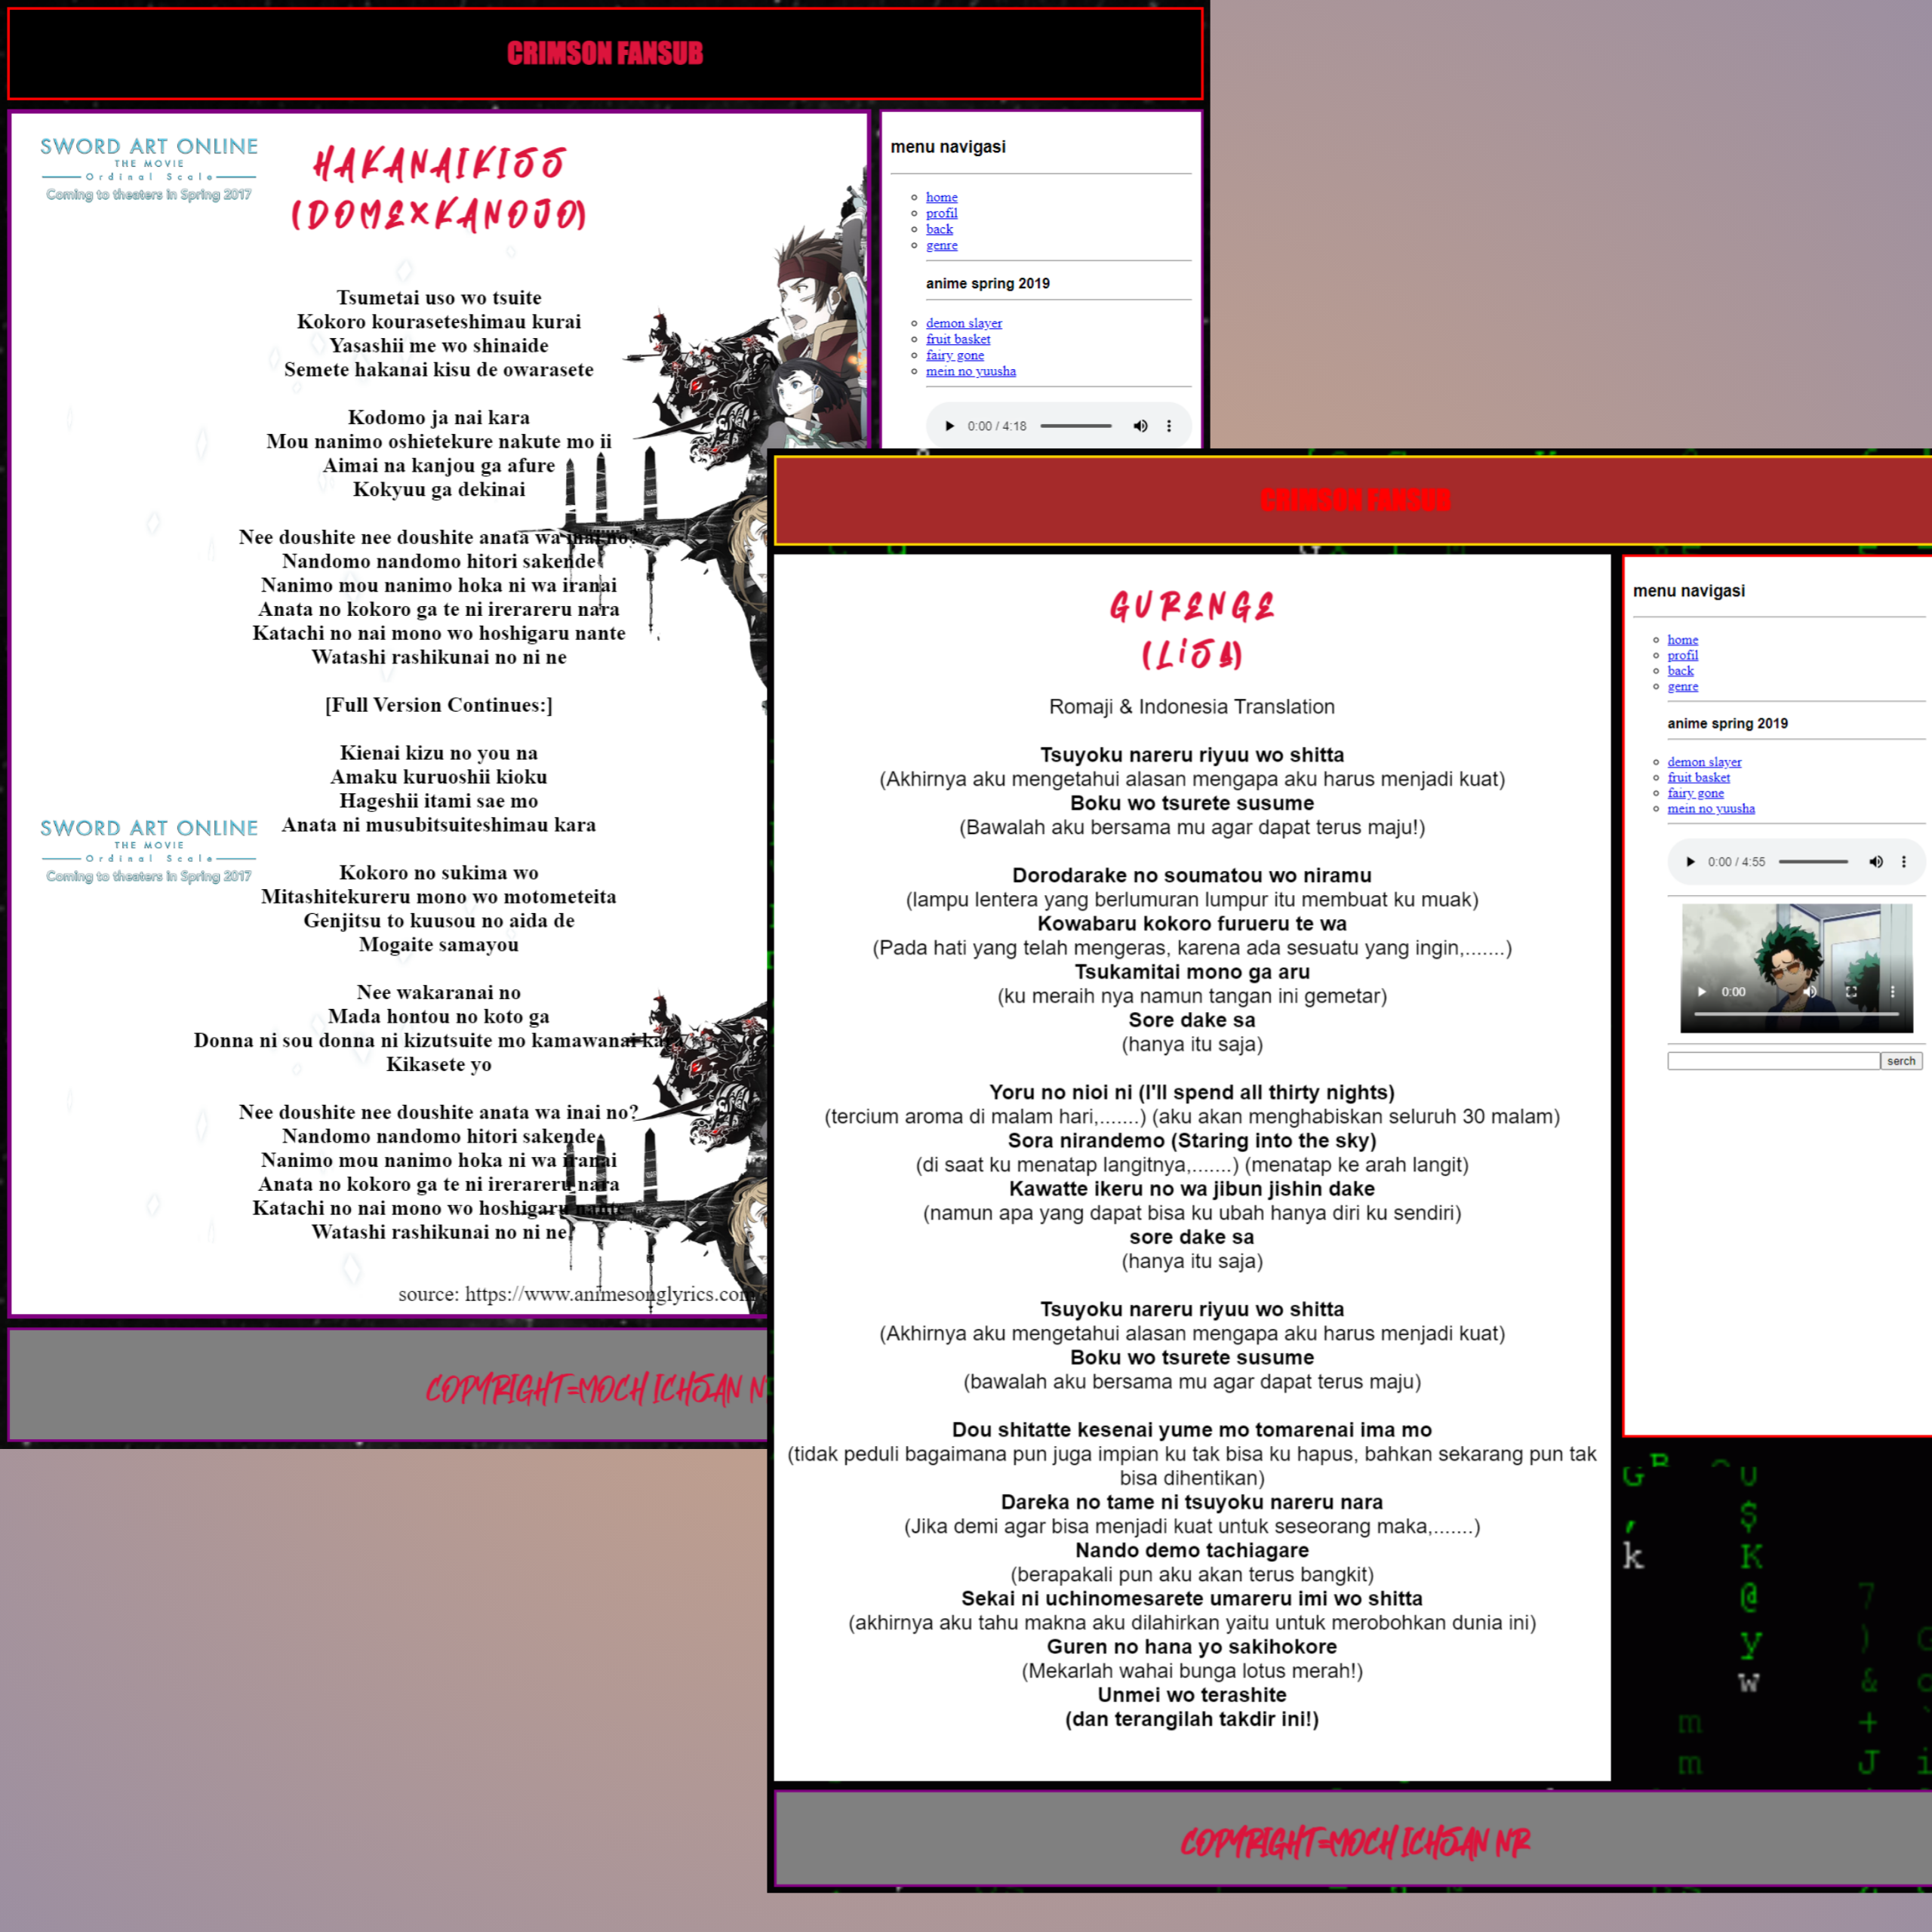 CRIMSON FANSUB
SWORD ART ONLINE
THE MOVIE
Ordinal Scale
Coming to theaters in Spring 2017
HAKANAIKISS
(DOMEXKANOJO)
Tsumetai uso wo tsuite
Kokoro kouraseteshimau kurai
Yasashii me wo shinaide
Semete hakanai kisu de owarasete
Kodomo ja nai kara
Mou nanimo oshietekure nakute mo ii
Aimai na kanjou ga afure
Kokyuu ga dekinai
Nee doushite nee doushite anata wa inai no?
Nandomo nandomo hitori sakende
Nanimo mou nanimo hoka ni wa iranai
Anata no kokoro ga te ni irerareru nara
Katachi no nai mono wo hoshigaru nante
Watashi rashikunai no ni ne
[Full Version Continues:]
Kienai kizu no you na
Amaku kuruoshii kioku
Hageshii itami sae mo
Anata ni musubitsuiteshimau kara
SWORD ART ONLINE
THE MOVIE
Ordinal Scale
Coming to theaters in Spring 2017
Kokoro no sukima wo
Mitashitekureru mono wo motometeita
Genjitsu to kuusou no aida de
Mogaite samayou
Nee wakaranai no
Mada hontou no koto ga
Donna ni sou donna ni kizutsuite mo kamawanai kara
Kikasete yo
Nee doushite nee doushite anata wa inai no?
Nandomo nandomo hitori sakende
Nanimo mou nanimo hoka ni wa iranai
Anata no kokoro ga te ni irerareru nara
Katachi no nai mono wo hoshigaru nante
Watashi rashikunai no ni ne
source: https://www.animesonglyrics.com
COPYRIGHT=MOCH ICHSAN N
menu navigasi
home
profil
back
genre
anime spring 2019
demon slayer
fruit basket
fairy gone
mein no yuusha
0:00 / 4:18
CRIMSON FANSUB
GURENGE
(LiSA)
Romaji & Indonesia Translation
Tsuyoku nareru riyuu wo shitta
(Akhirnya aku mengetahui alasan mengapa aku harus menjadi kuat)
Boku wo tsurete susume
(Bawalah aku bersama mu agar dapat terus maju!)
Dorodarake no soumatou wo niramu
(lampu lentera yang berlumuran lumpur itu membuat ku muak)
Kowabaru kokoro furueru te wa
(Pada hati yang telah mengeras, karena ada sesuatu yang ingin,.......)
Tsukamitai mono ga aru
(ku meraih nya namun tangan ini gemetar)
Sore dake sa
(hanya itu saja)
Yoru no nioi ni (I'll spend all thirty nights)
(tercium aroma di malam hari,.......) (aku akan menghabiskan seluruh 30 malam)
Sora nirandemo (Staring into the sky)
(di saat ku menatap langitnya,.......) (menatap ke arah langit)
Kawatte ikeru no wa jibun jishin dake
(namun apa yang dapat bisa ku ubah hanya diri ku sendiri)
sore dake sa
(hanya itu saja)
Tsuyoku nareru riyuu wo shitta
(Akhirnya aku mengetahui alasan mengapa aku harus menjadi kuat)
Boku wo tsurete susume
(bawalah aku bersama mu agar dapat terus maju)
Dou shitatte kesenai yume mo tomarenai ima mo
(tidak peduli bagaimana pun juga impian ku tak bisa ku hapus, bahkan sekarang pun tak
bisa dihentikan)
Dareka no tame ni tsuyoku nareru nara
(Jika demi agar bisa menjadi kuat untuk seseorang maka,.......)
Nando demo tachiagare
(berapakali pun aku akan terus bangkit)
Sekai ni uchinomesarete umareru imi wo shitta
(akhirnya aku tahu makna aku dilahirkan yaitu untuk merobohkan dunia ini)
Guren no hana yo sakihokore
(Mekarlah wahai bunga lotus merah!)
Unmei wo terashite
(dan terangilah takdir ini!)
menu navigasi
home
profil
back
genre
anime spring 2019
demon slayer
fruit basket
fairy gone
mein no yuusha
0:00 / 4:55
0:00
serch
COPYRIGHT=MOCH ICHSAN NR